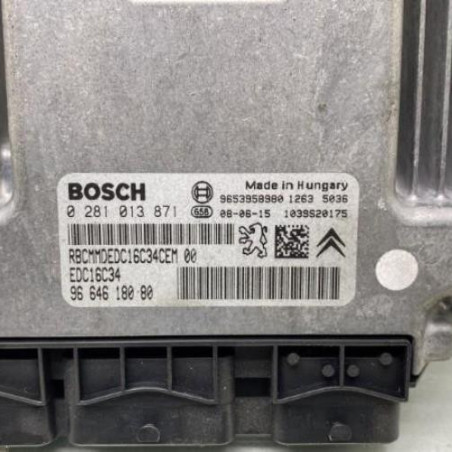 BOSCH
Made in Hungary
9653958980 1263 5036
0 281 013 871 G5B 08-06-15 1039S20175
RBCMMDEDC16C34CEM 00
EDC16C34
96 646 180 80